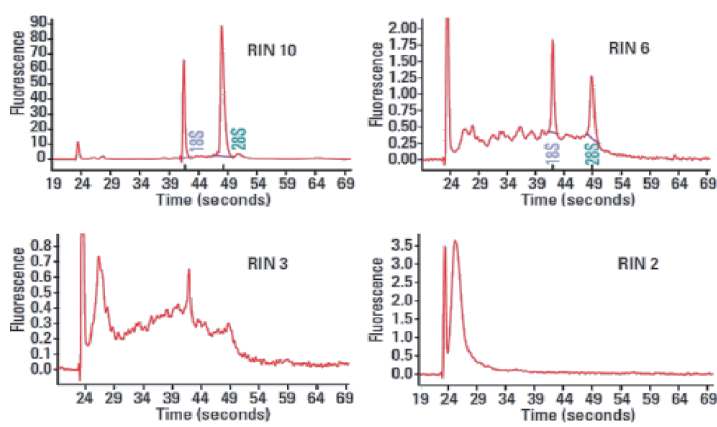 Fluorescence
90
80
70
60
50
40
30
20
10
0
RIN 10
18S
28S
19 24 29 34 39 44 49 54 59 64 69
Time (seconds)
Fluorescence
2.00
1.75
1.50
1.25
1.00
0.75
0.50
0.25
0.00
RIN 6
18S
28S
24 29 34 39 44 49 54 59 64 69
Time (seconds)
Fluorescence
0.8
0.7
0.6
0.5
0.4
0.3
0.2
0.1
0.0
RIN 3
24 29 34 39 44 49 54 59 64 69
Time (seconds)
Fluorescence
3.5
3.0
2.5
2.0
1.5
1.0
0.5
0.0
RIN 2
24 29 34 39 44 49 54 59 64 69
Time (seconds)